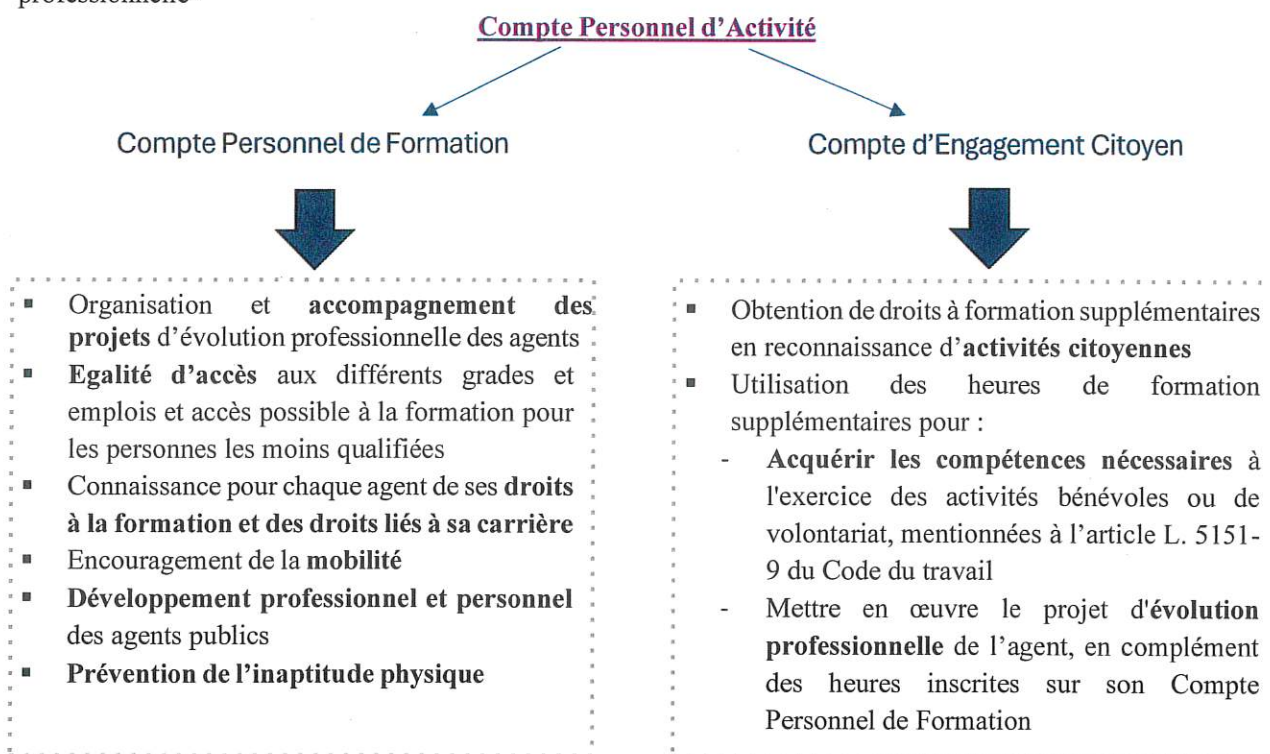 professionnelle
Compte Personnel d'Activité
Compte Personnel de Formation
Compte d'Engagement Citoyen
▪ Organisation et accompagnement des
projets d'évolution professionnelle des agents
▪ Egalité d'accès aux différents grades et
emplois et accès possible à la formation pour
les personnes les moins qualifiées
▪ Connaissance pour chaque agent de ses droits
à la formation et des droits liés à sa carrière
▪ Encouragement de la mobilité
▪ Développement professionnel et personnel
des agents publics
▪ Prévention de l'inaptitude physique
▪ Obtention de droits à formation supplémentaires
en reconnaissance d'activités citoyennes
▪ Utilisation des heures de formation
supplémentaires pour :
- Acquérir les compétences nécessaires à
l'exercice des activités bénévoles ou de
volontariat, mentionnées à l'article L. 5151-
9 du Code du travail
- Mettre en œuvre le projet d'évolution
professionnelle de l'agent, en complément
des heures inscrites sur son Compte
Personnel de Formation